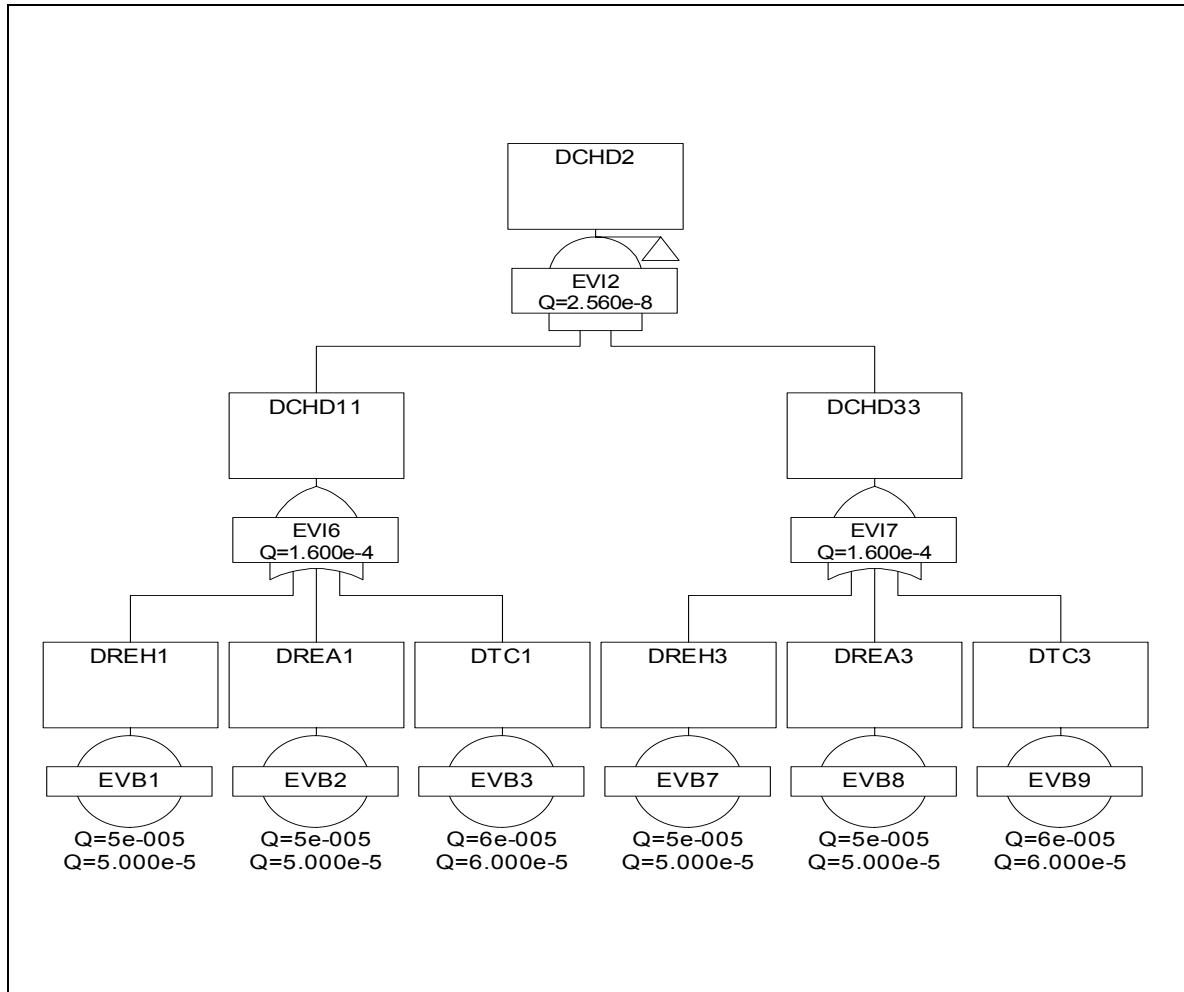 DCHD2
EVI2
Q=2.560e-8
DCHD11
DCHD33
EVI6
Q=1.600e-4
EVI7
Q=1.600e-4
DREH1
DREA1
DTC1
DREH3
DREA3
DTC3
EVB1
EVB2
EVB3
EVB7
EVB8
EVB9
Q=5e-005
Q=5.000e-5
Q=5e-005
Q=5.000e-5
Q=6e-005
Q=6.000e-5
Q=5e-005
Q=5.000e-5
Q=5e-005
Q=5.000e-5
Q=6e-005
Q=6.000e-5